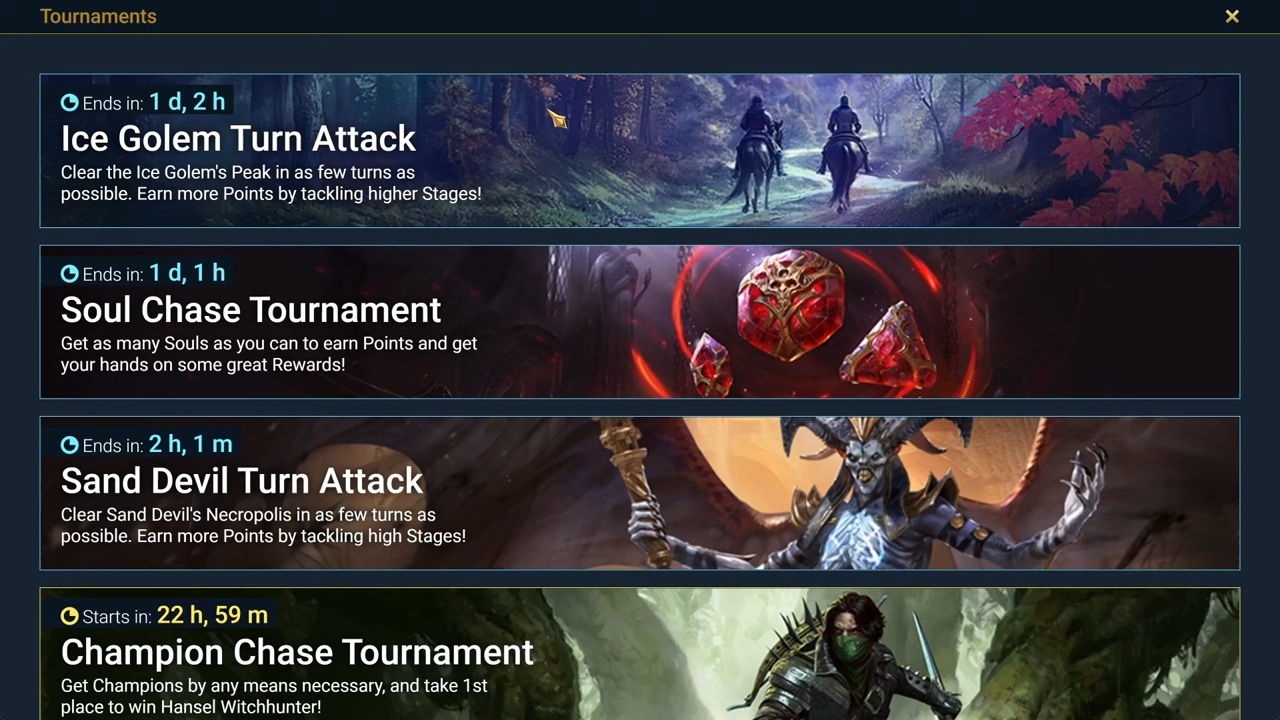 Tournaments
Ends in: 1 d, 2 h
Ice Golem Turn Attack
Clear the Ice Golem's Peak in as few turns as
possible. Earn more Points by tackling higher Stages!
Ends in: 1 d, 1 h
Soul Chase Tournament
Get as many Souls as you can to earn Points and get
your hands on some great Rewards!
Ends in: 2 h, 1 m
Sand Devil Turn Attack
Clear Sand Devil's Necropolis in as few turns as
possible. Earn more Points by tackling high Stages!
Starts in: 22 h, 59 m
Champion Chase Tournament
Get Champions by any means necessary, and take 1st
place to win Hansel Witchhunter!